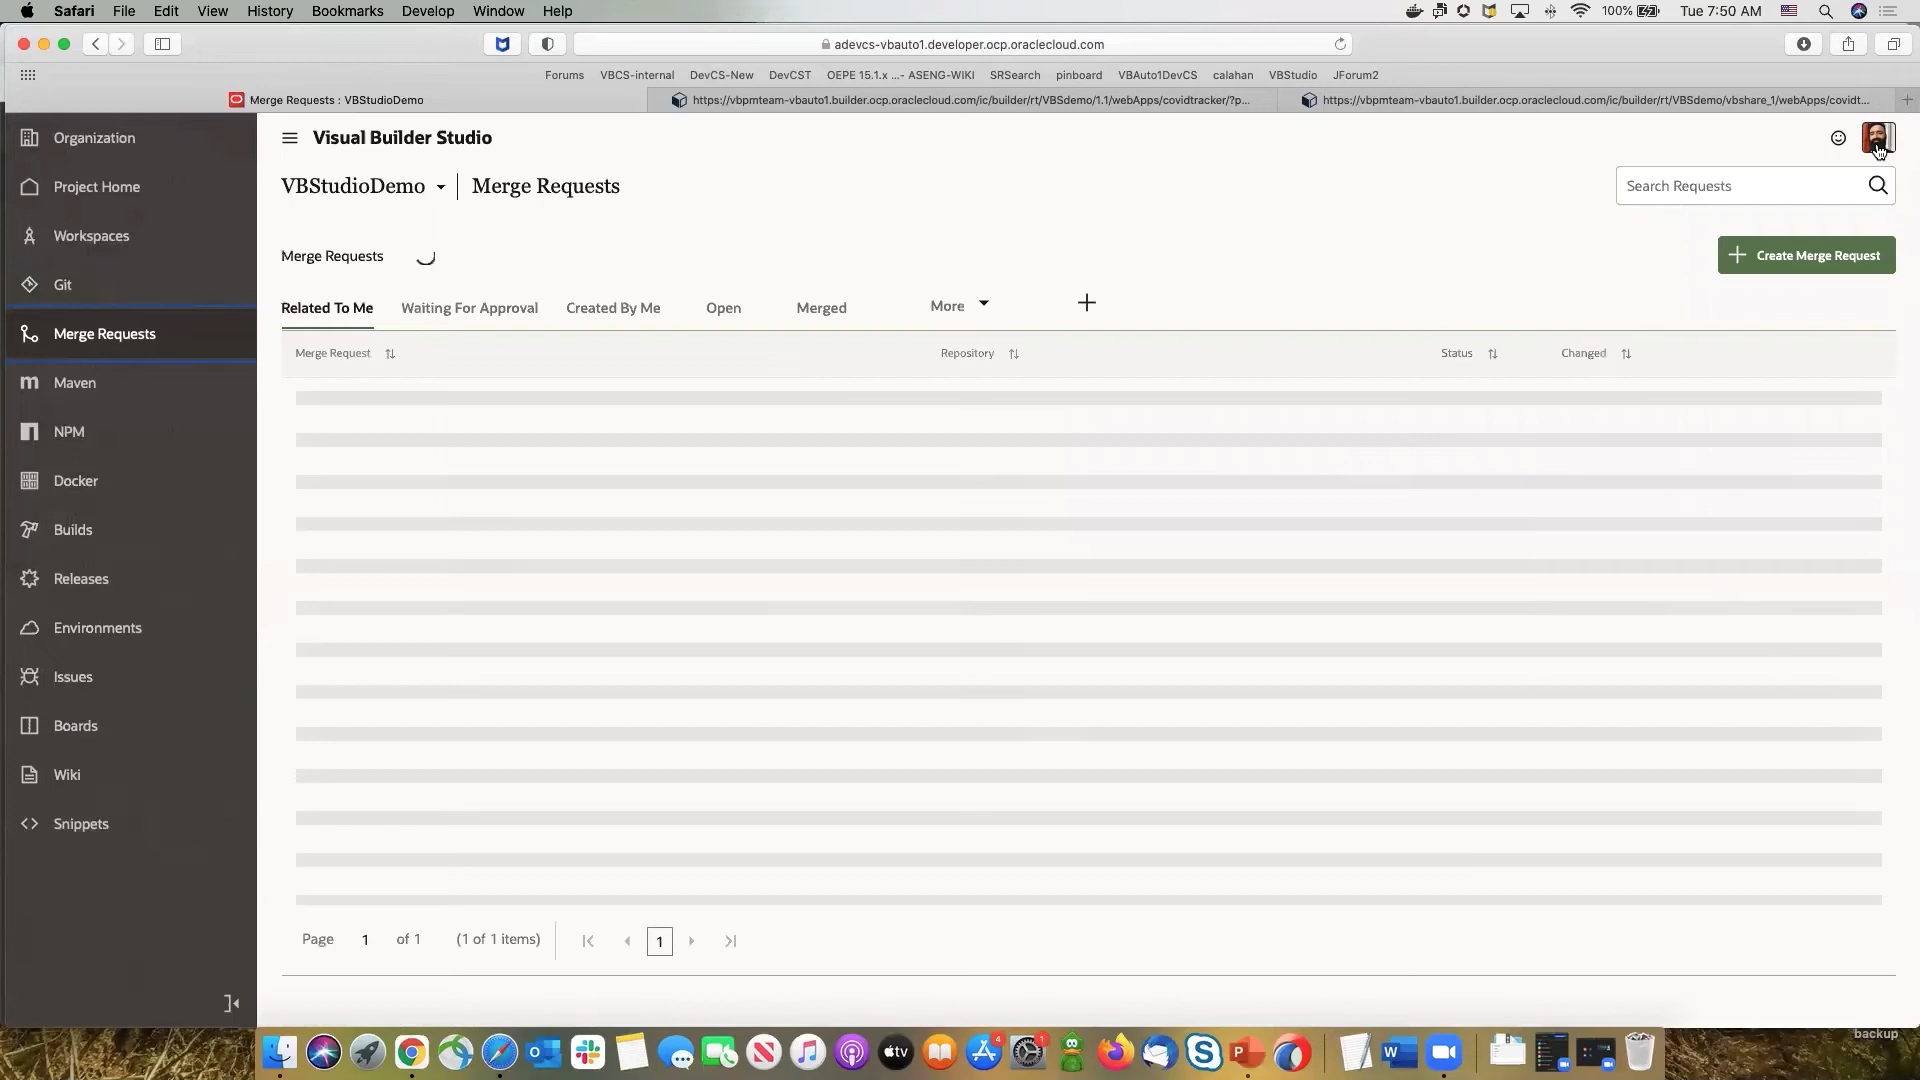 Safari File Edit View History Bookmarks Develop Window Help 100% Tue 7:50 AM
adevcs-vbauto1.developer.ocp.oraclecloud.com
Forums VBCS-internal DevCS-New DevCST OEPE 15.1.x ...- ASENG-WIKI SRSearch pinboard VBAuto1DevCS calahan VBStudio JForum2
Merge Requests : VBStudioDemo https://vbpmteam-vbauto1.builder.ocp.oraclecloud.com/ic/builder/rt/VBSdemo/1.1/webApps/covidtracker/?p... https://vbpmteam-vbauto1.builder.ocp.oraclecloud.com/ic/builder/rt/VBSdemo/vbshare_1/webApps/covidt...
Organization
Project Home
Workspaces
Git
Merge Requests
Maven
NPM
Docker
Builds
Releases
Environments
Issues
Boards
Wiki
Snippets
Visual Builder Studio
VBStudioDemo Merge Requests
Search Requests
Merge Requests
Create Merge Request
Related To Me Waiting For Approval Created By Me Open Merged More
Merge Request Repository Status Changed
Page 1 of 1 (1 of 1 items) 1
backup
tv
4
1